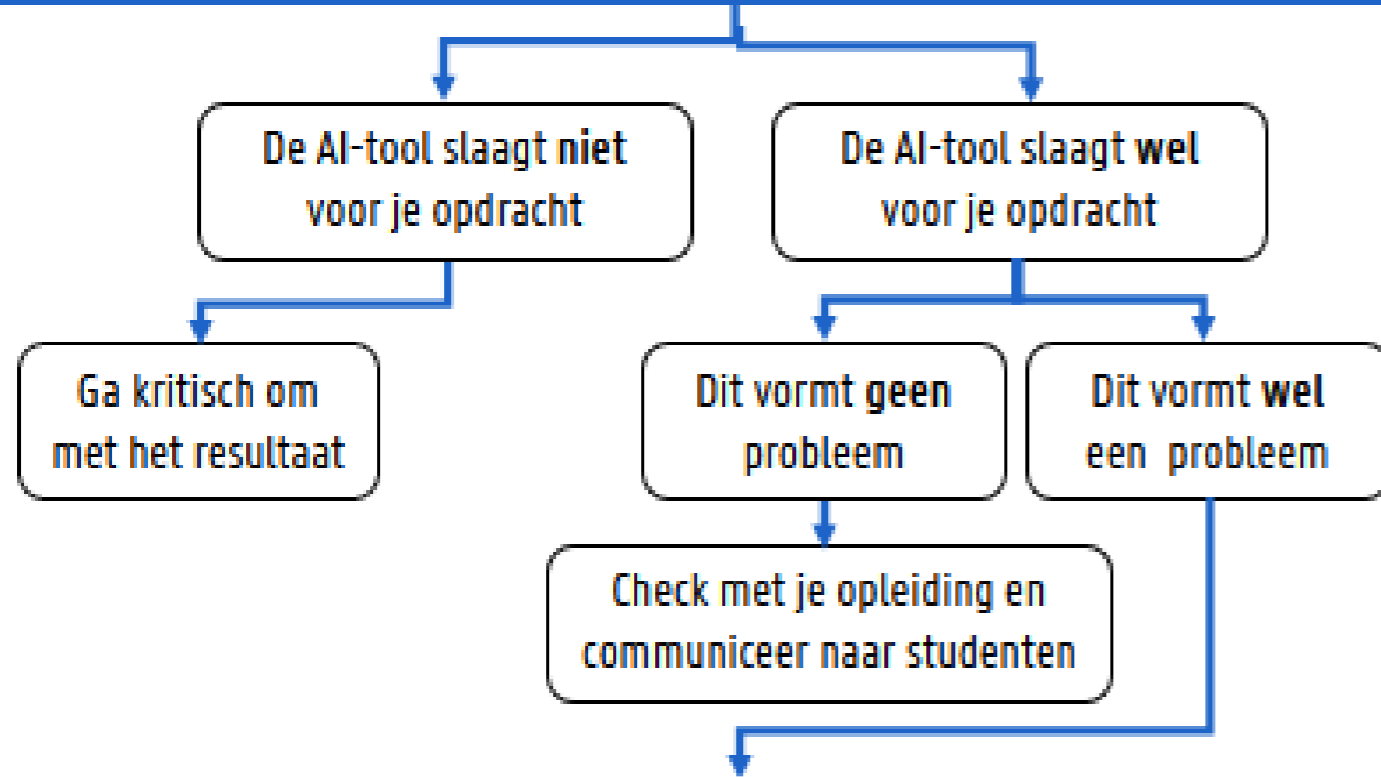 De AI-tool slaagt niet
voor je opdracht
De AI-tool slaagt wel
voor je opdracht
Ga kritisch om
met het resultaat
Dit vormt geen
probleem
Dit vormt wel
een probleem
Check met je opleiding en
communiceer naar studenten